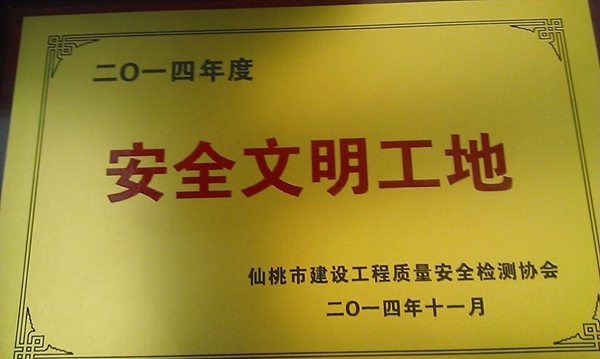 二〇一四年度
安全文明工地
仙桃市建设工程质量安全检测协会
二〇一四年十一月